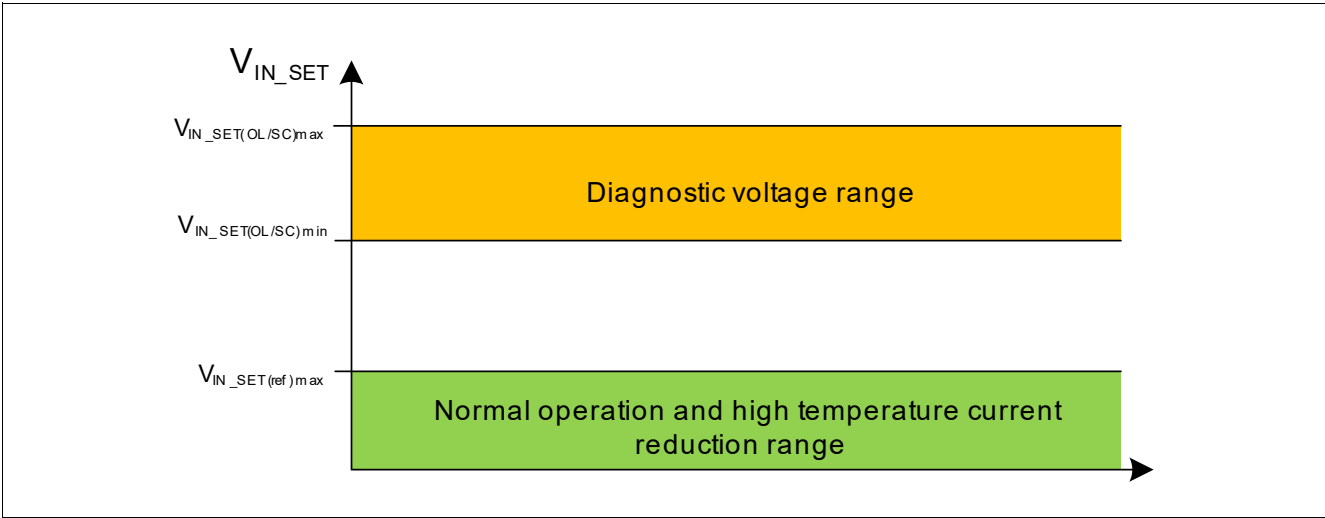 VIN_SET
VIN_SET(OL/SC)max
Diagnostic voltage range
VIN_SET(OL/SC)min
VIN_SET(ref)max
Normal operation and high temperature current
reduction range